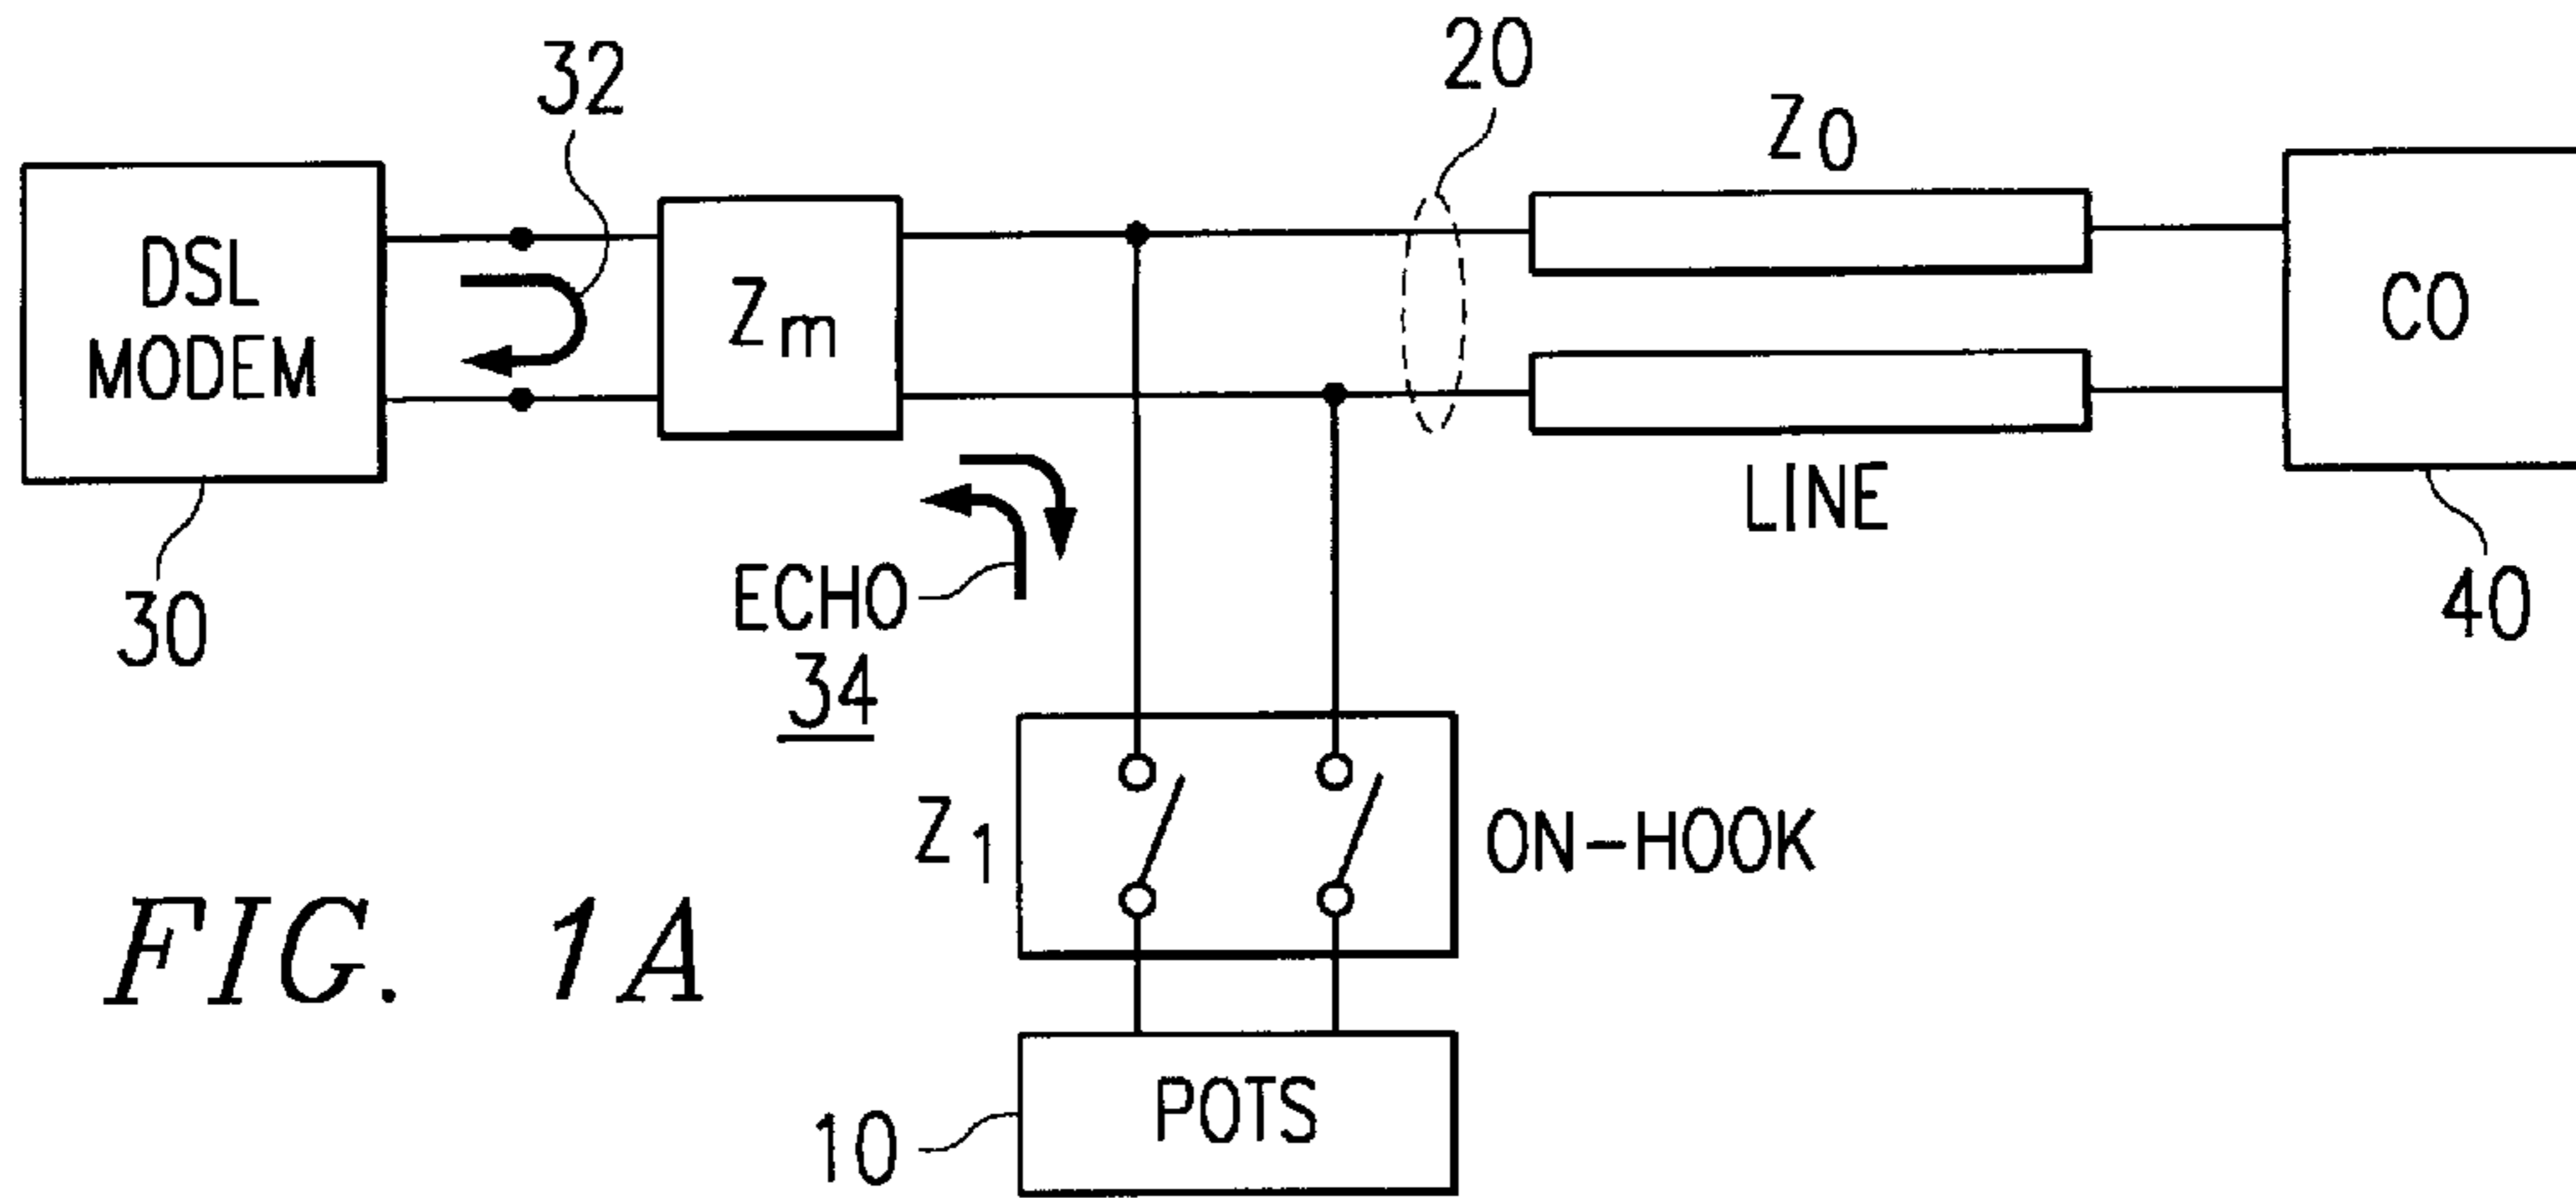 32
20
Z0
DSL
MODEM
Zm
CO
LINE
30
ECHO
34
40
Z1
ON-HOOK
FIG. 1A
10
POTS